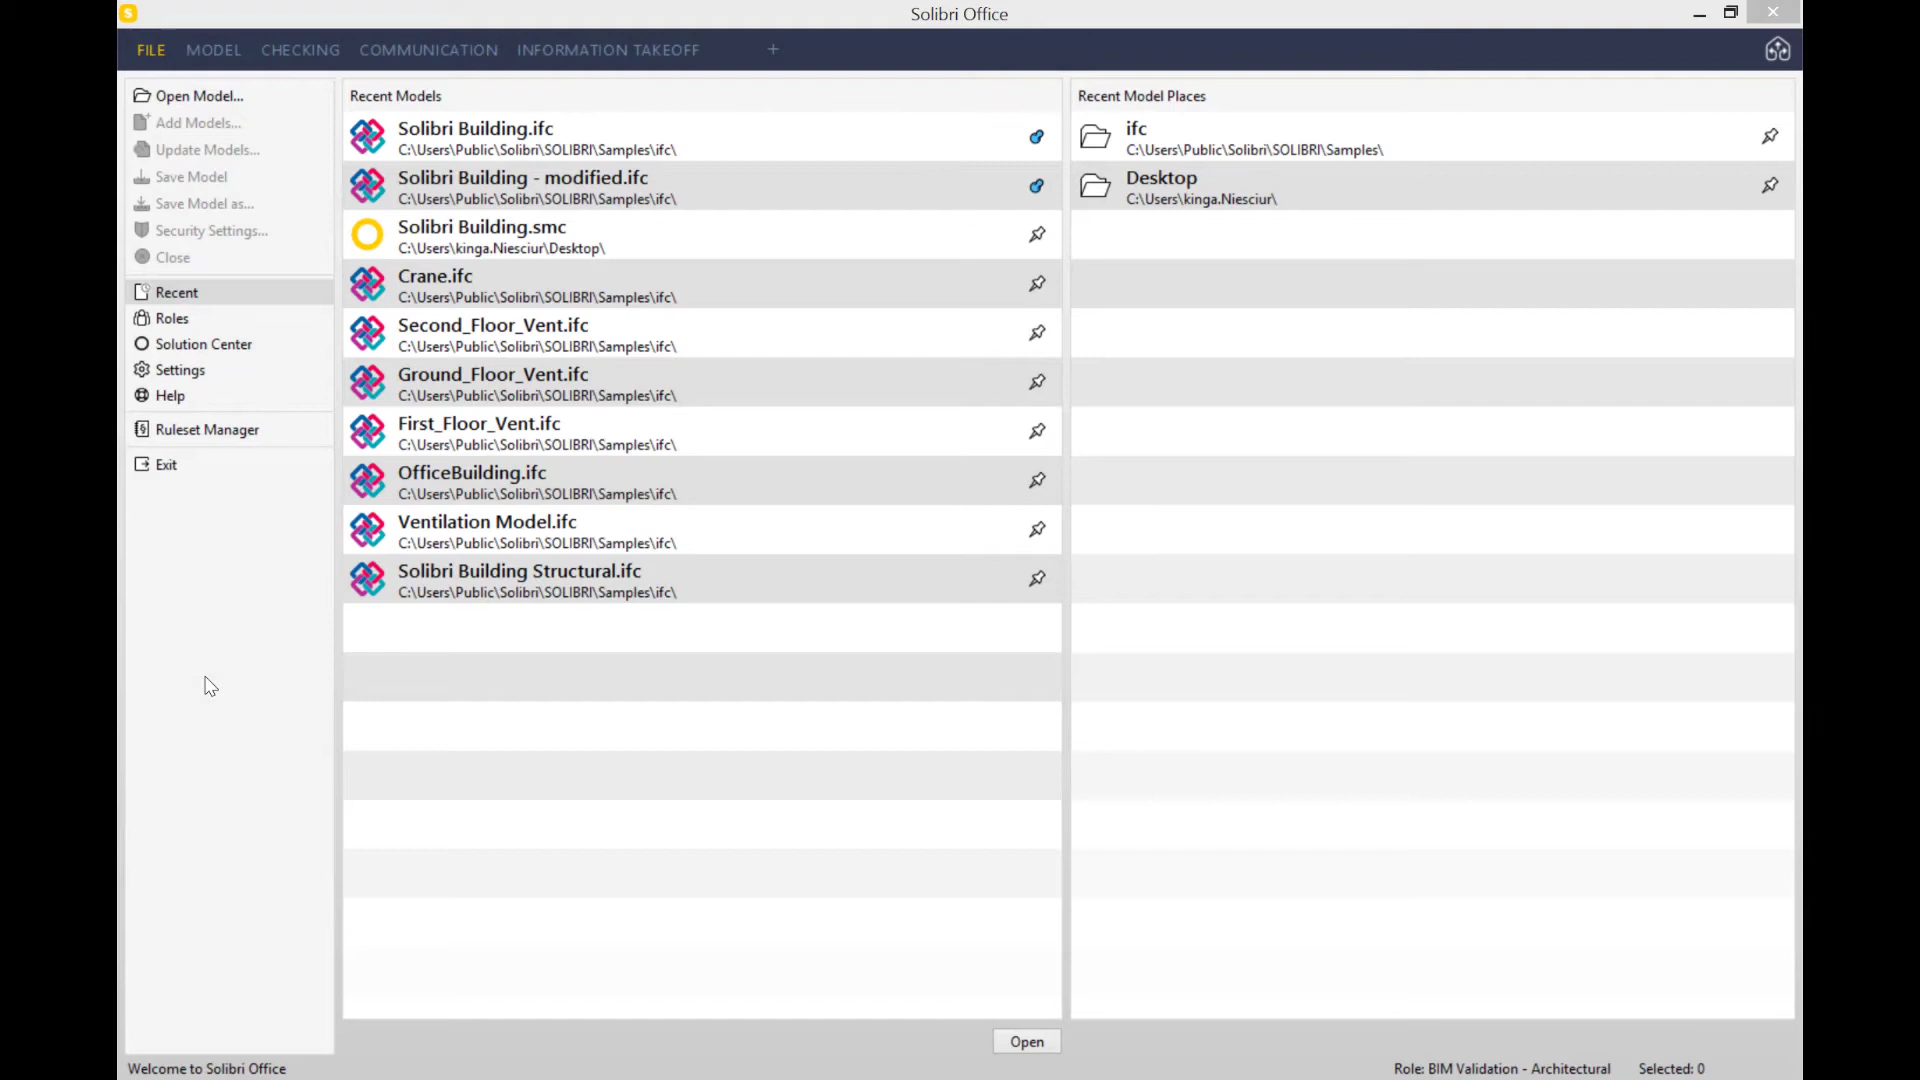 S
Solibri Office
FILE MODEL CHECKING COMMUNICATION INFORMATION TAKEOFF +
Open Model...
Add Models...
Update Models...
Save Model
Save Model as...
Security Settings...
Close
Recent
Roles
Solution Center
Settings
Help
Ruleset Manager
Exit
Recent Models
Solibri Building.ifc
C:\Users\Public\Solibri\SOLIBRI\Samples\ifc\
Solibri Building - modified.ifc
C:\Users\Public\Solibri\SOLIBRI\Samples\ifc\
Solibri Building.smc
C:\Users\kinga.Niesciur\Desktop\
Crane.ifc
C:\Users\Public\Solibri\SOLIBRI\Samples\ifc\
Second_Floor_Vent.ifc
C:\Users\Public\Solibri\SOLIBRI\Samples\ifc\
Ground_Floor_Vent.ifc
C:\Users\Public\Solibri\SOLIBRI\Samples\ifc\
First_Floor_Vent.ifc
C:\Users\Public\Solibri\SOLIBRI\Samples\ifc\
OfficeBuilding.ifc
C:\Users\Public\Solibri\SOLIBRI\Samples\ifc\
Ventilation Model.ifc
C:\Users\Public\Solibri\SOLIBRI\Samples\ifc\
Solibri Building Structural.ifc
C:\Users\Public\Solibri\SOLIBRI\Samples\ifc\
Open
Recent Model Places
ifc
C:\Users\Public\Solibri\SOLIBRI\Samples\
Desktop
C:\Users\kinga.Niesciur\
Welcome to Solibri Office
Role: BIM Validation - Architectural Selected: 0